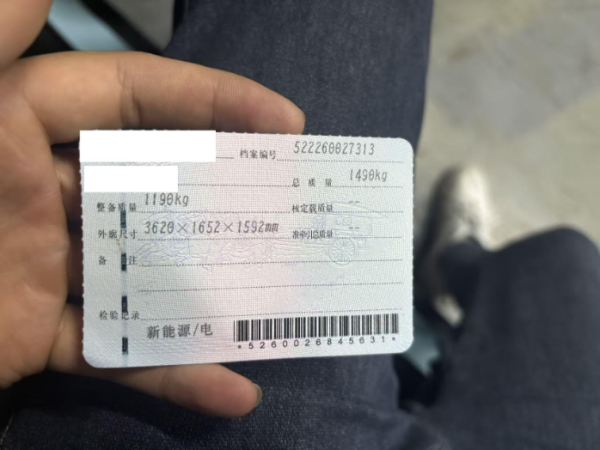 档案编号 522260027313
总质量 1490kg
整备质量 1190kg 核定载质量 --
外廓尺寸 3620×1652×1592mm 准牵引总质量 --
备注
检验记录
新能源/电
*5260026845631*